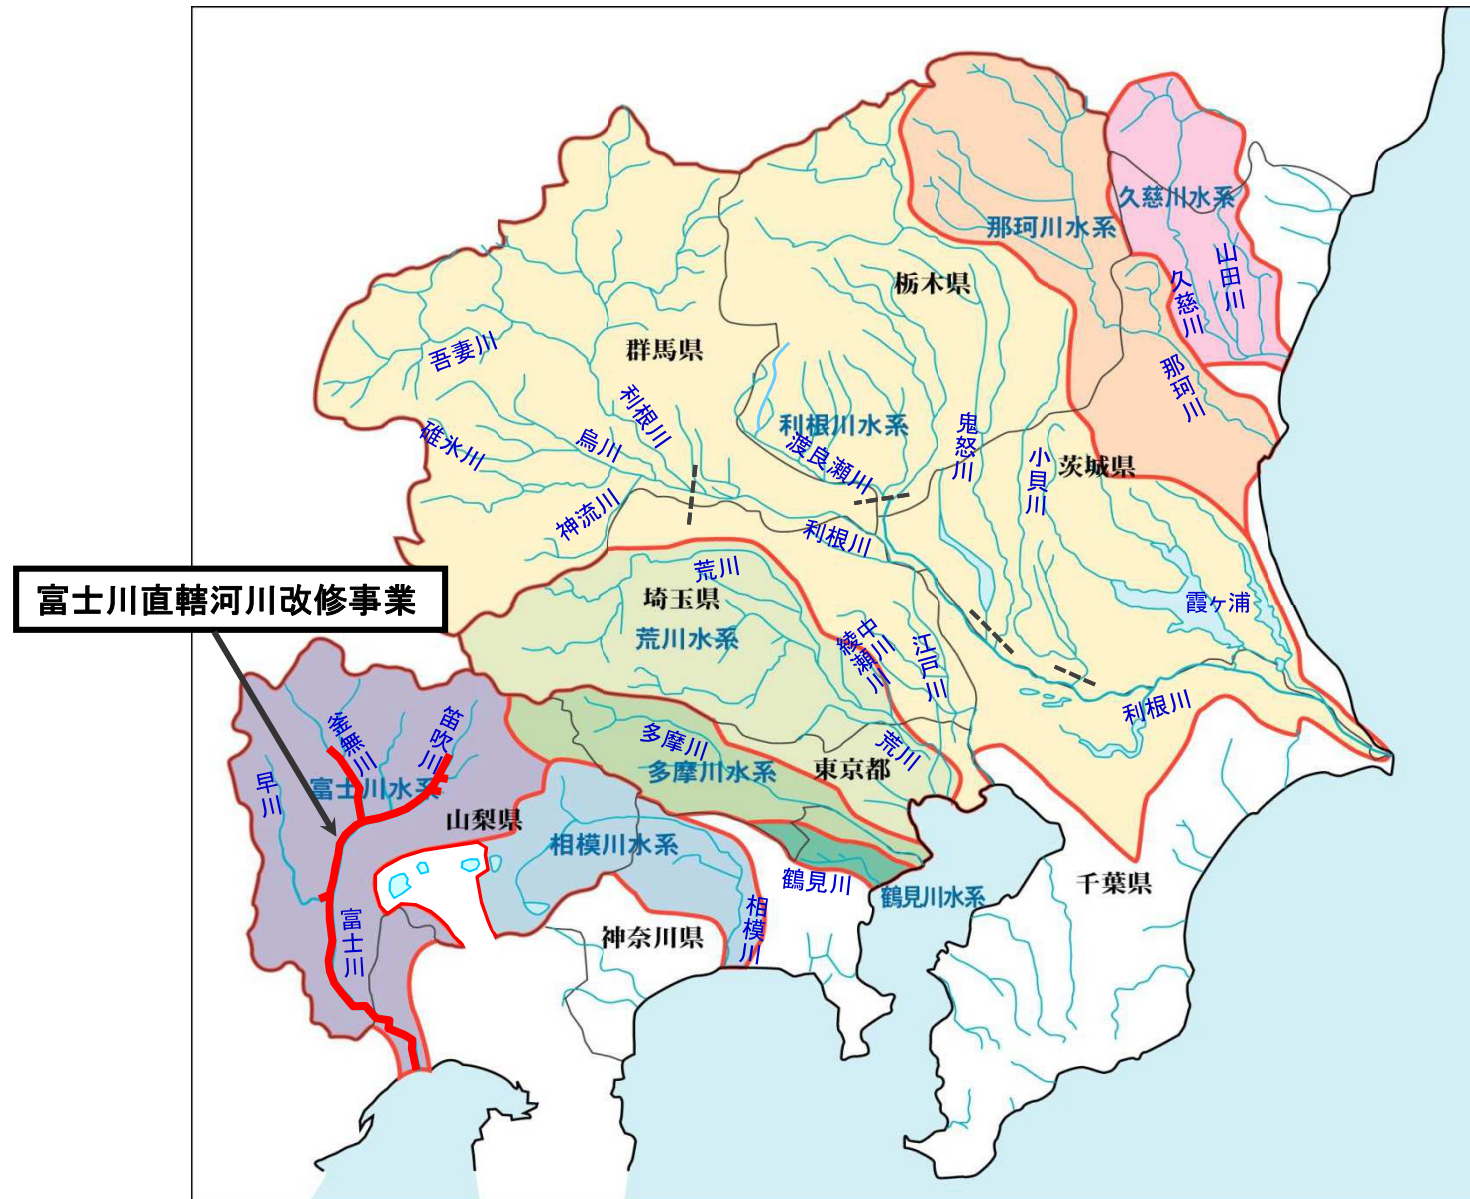 久慈川水系
那珂川水系
山田川
栃木県
久慈川
吾妻川
群馬県
那珂川
利根川
利根川水系
鬼怒川
碓氷川
烏川
渡良瀬川
小貝川
茨城県
神流川
利根川
荒川
富士川直轄河川改修事業
埼玉県
霞ヶ浦
荒川水系
綾瀬川
中川
江戸川
利根川
釜無川
笛吹川
多摩川
荒川
早川
富士川水系
多摩川水系
東京都
山梨県
相模川水系
鶴見川
千葉県
鶴見川水系
相模川
富士川
神奈川県